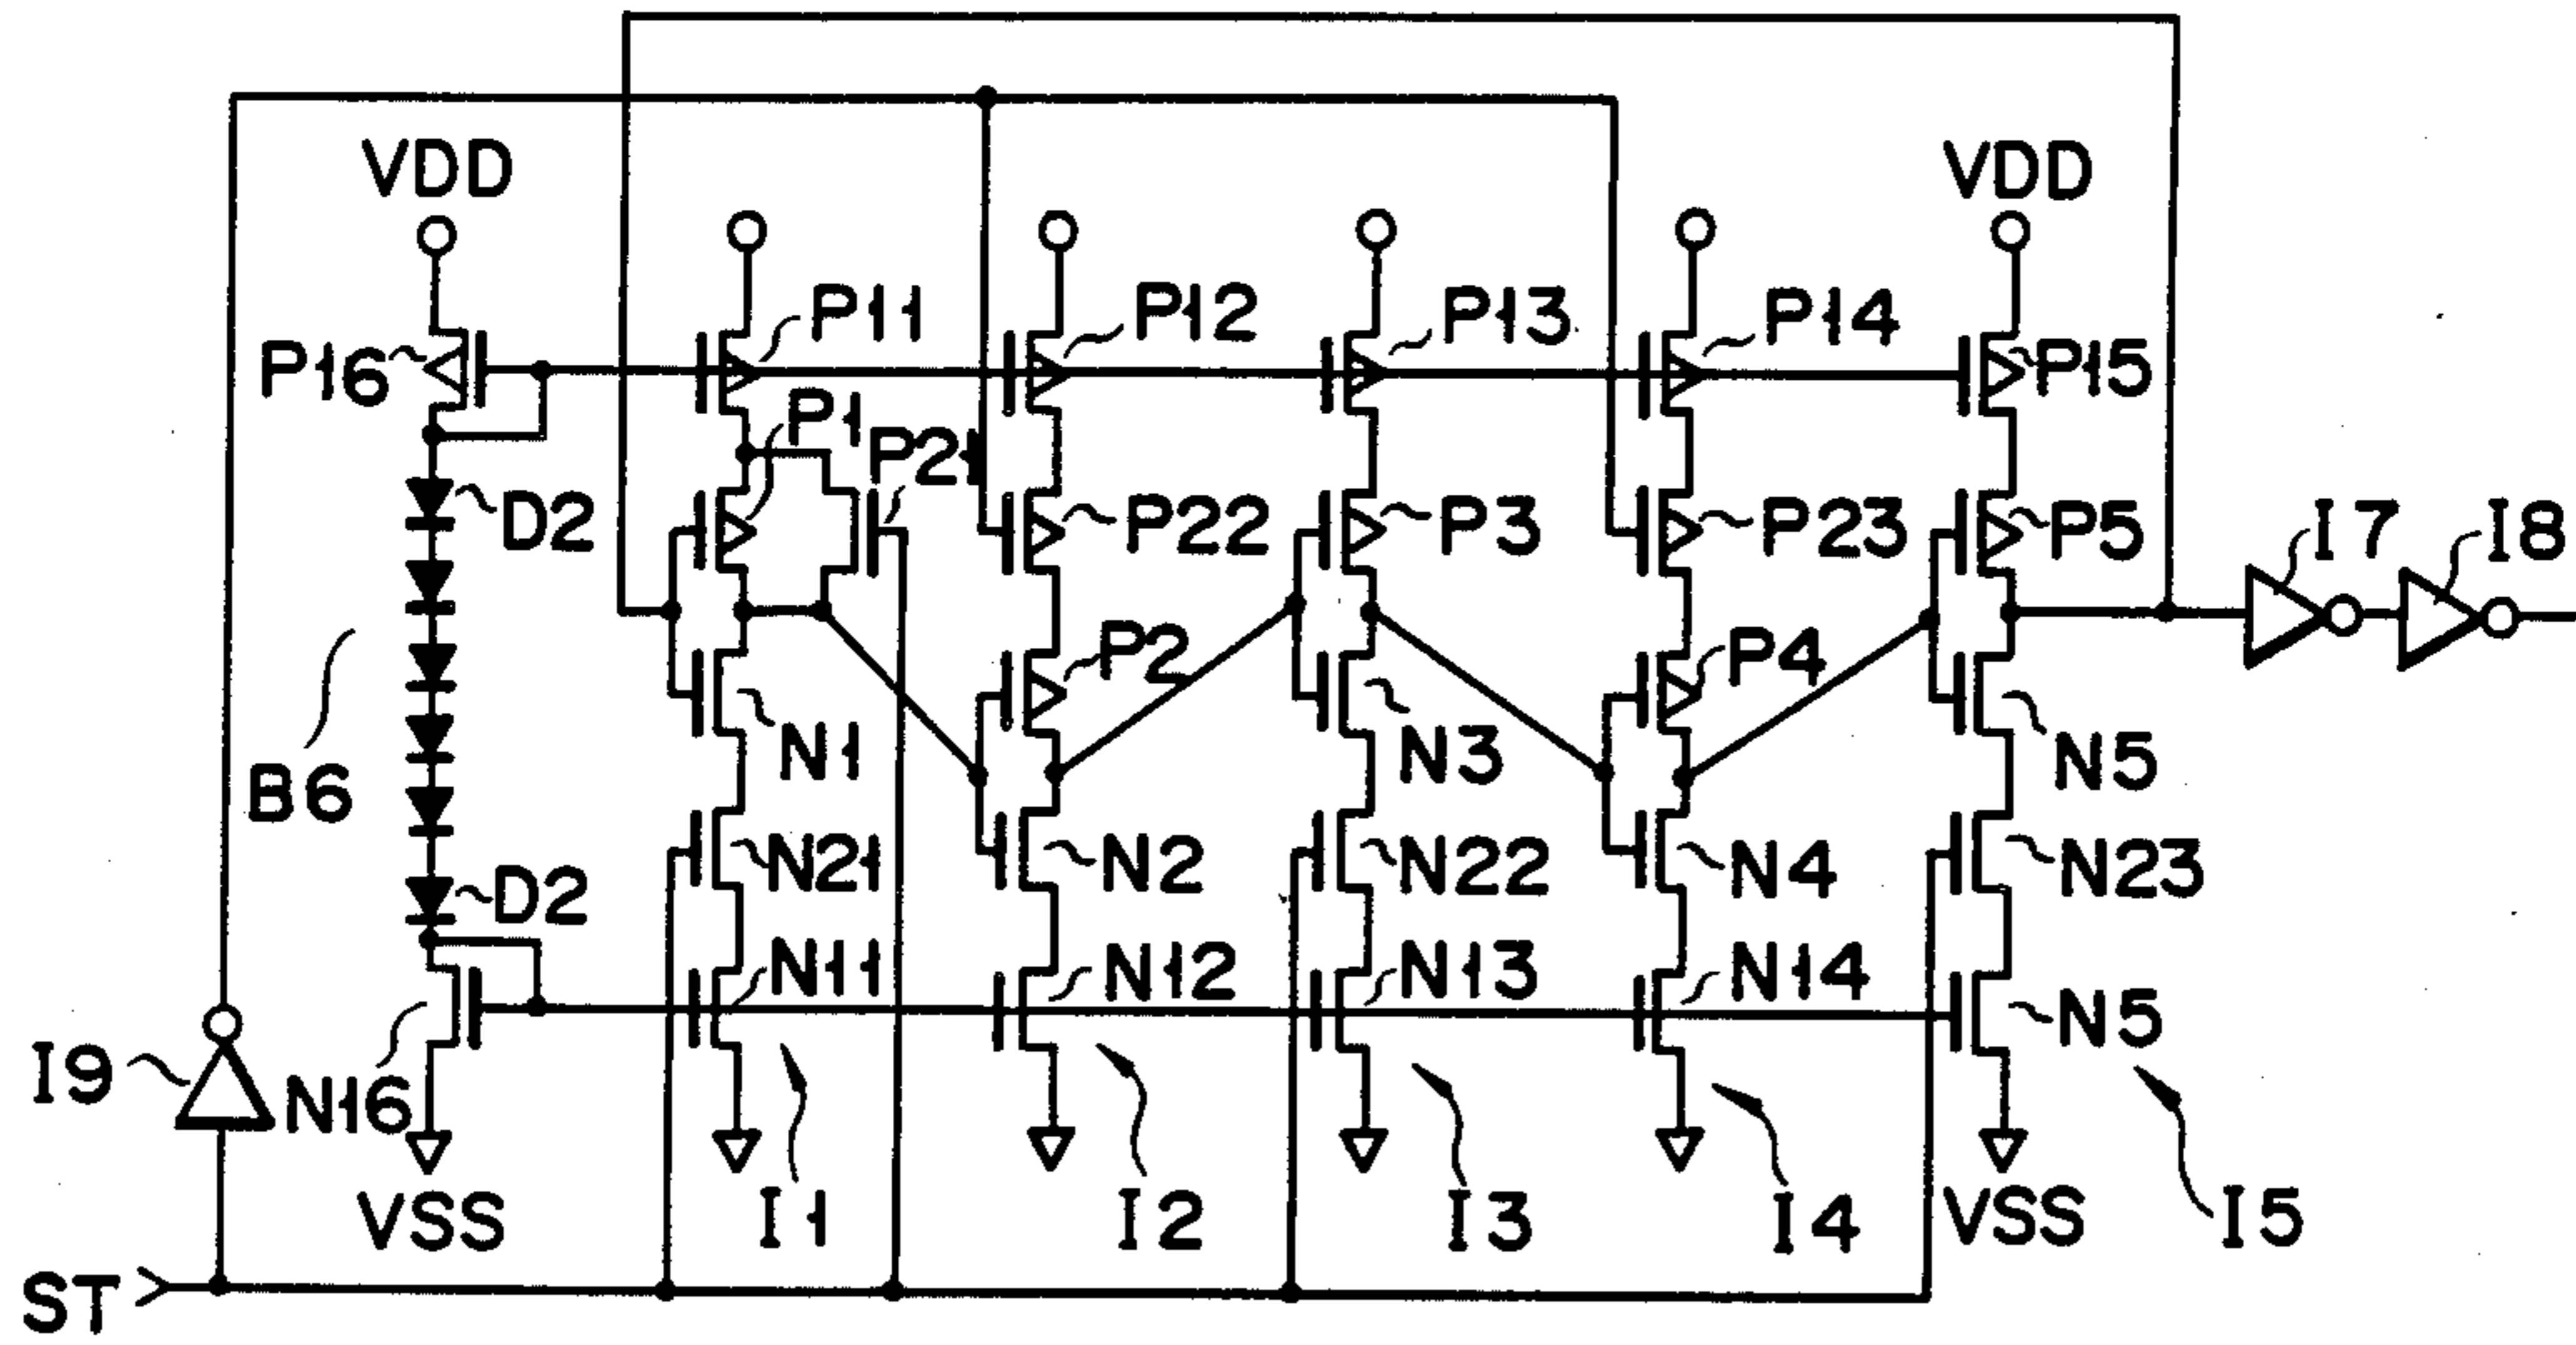 VDD
VDD
P11
P12
P13
P14
P15
P16
P1
P21
D2
P22
P3
P23
P5
I7
I8
B6
N1
P2
N3
P4
N5
D2
N21
N2
N22
N4
N23
I9
N16
N11
N12
N13
N14
N5
VSS
I1
I2
I3
I4
VSS
I5
ST